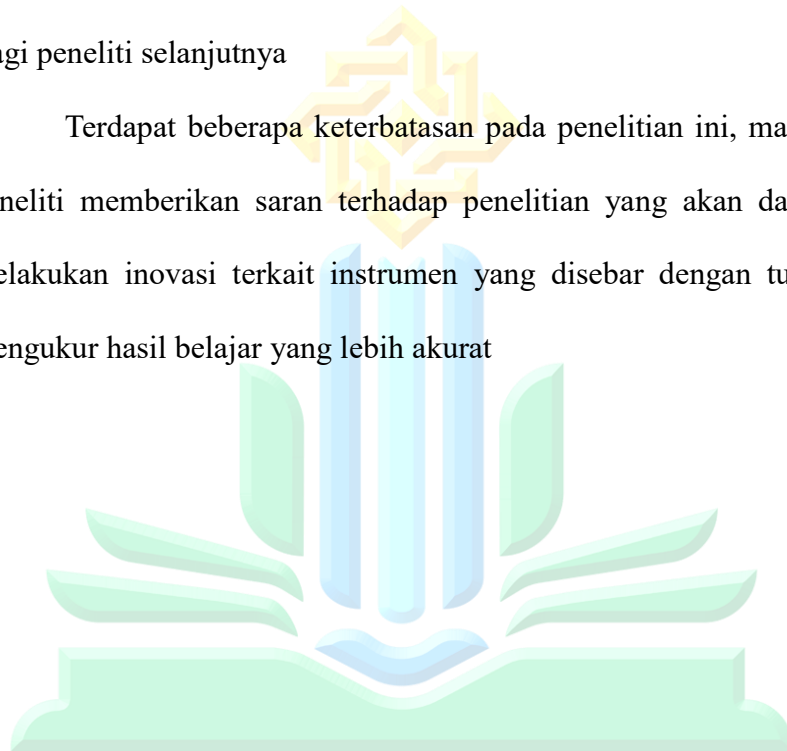 agi peneliti selanjutnya
Terdapat beberapa keterbatasan pada penelitian ini, ma
neliti memberikan saran terhadap penelitian yang akan da
elakukan inovasi terkait instrumen yang disebar dengan tu
engukur hasil belajar yang lebih akurat